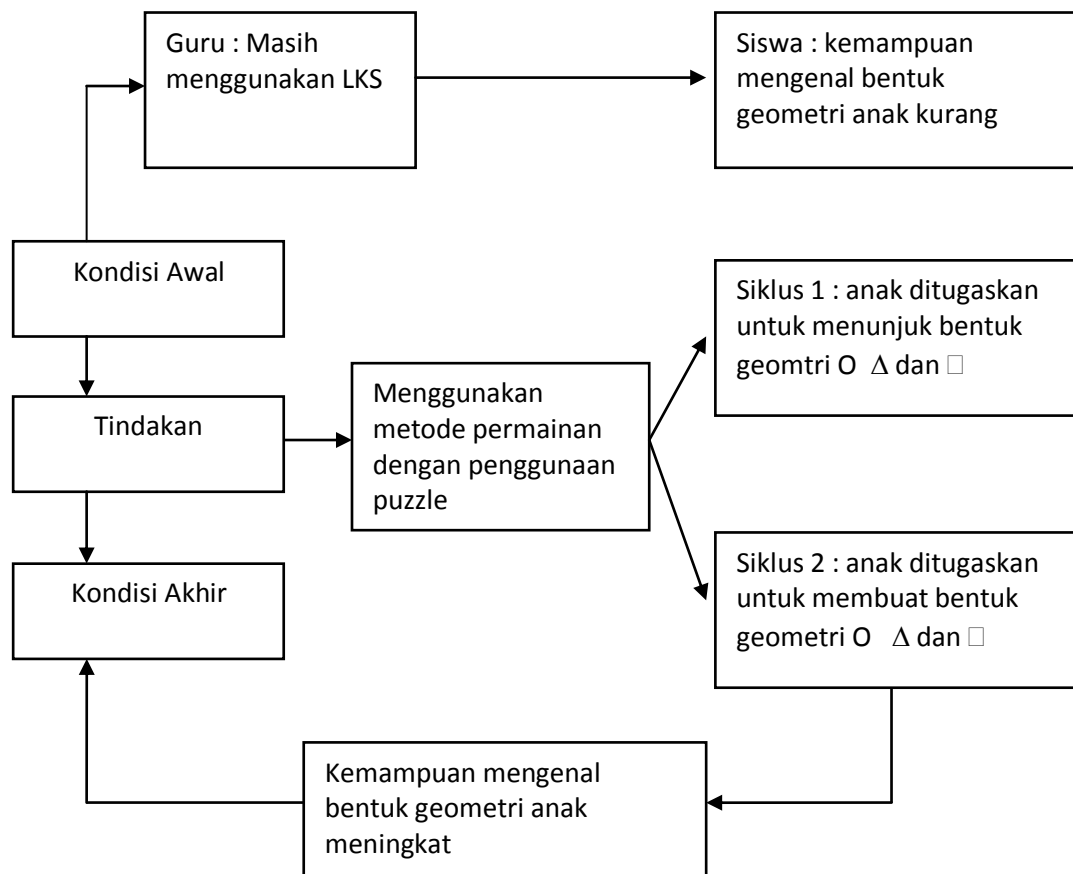 Guru : Masih
menggunakan LKS
Siswa : kemampuan
mengenal bentuk
geometri anak kurang
Kondisi Awal
Siklus 1 : anak ditugaskan
untuk menunjuk bentuk
geomtri O Δ dan □
Tindakan
Menggunakan
metode permainan
dengan penggunaan
puzzle
Siklus 2 : anak ditugaskan
untuk membuat bentuk
geometri O Δ dan □
Kondisi Akhir
Kemampuan mengenal
bentuk geometri anak
meningkat